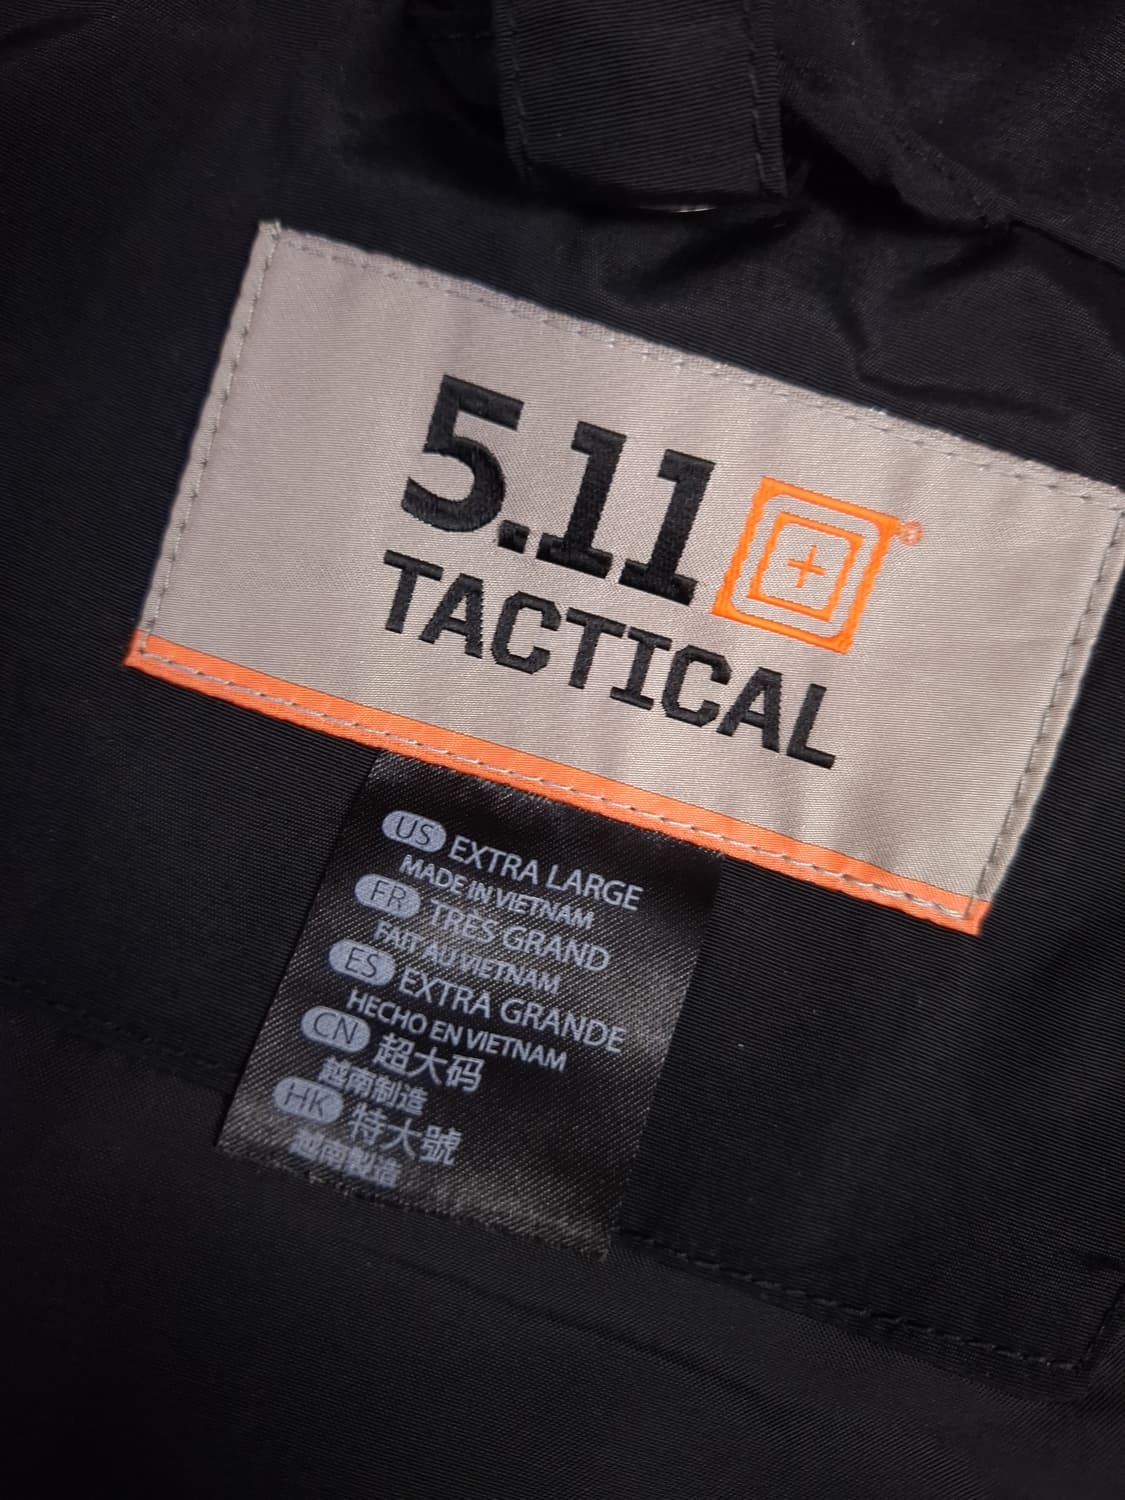 5.11®
TACTICAL
US EXTRA LARGE
MADE IN VIETNAM
FR TRÈS GRAND
FAIT AU VIETNAM
ES EXTRA GRANDE
HECHO EN VIETNAM
CN 超大码
越南制造
HK 特大號
越南製造